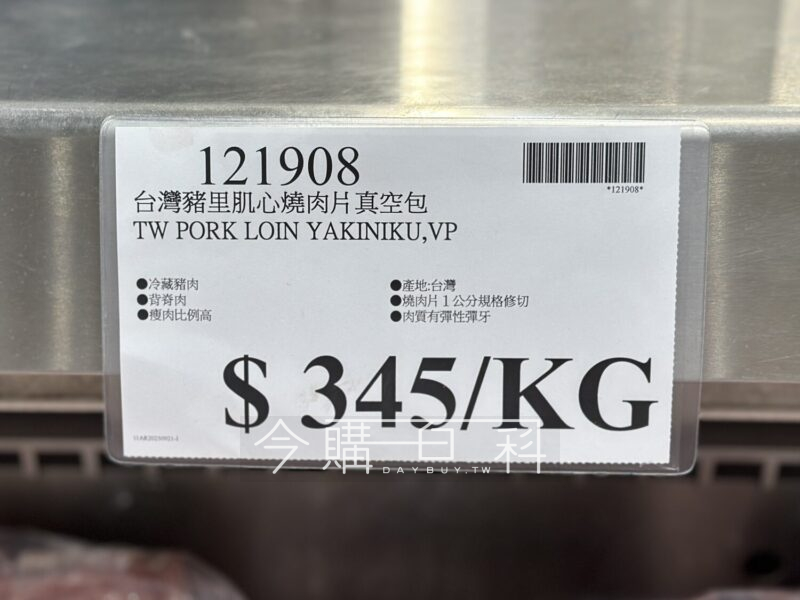 121908
*121908*
台灣豬里肌心燒肉片真空包
TW PORK LOIN YAKINIKU,VP
●冷藏豬肉
●背脊肉
●瘦肉比例高
●產地:台灣
●燒肉片1公分規格修切
●肉質有彈性彈牙
$ 345/KG
今購百科
DAYBUY.TW